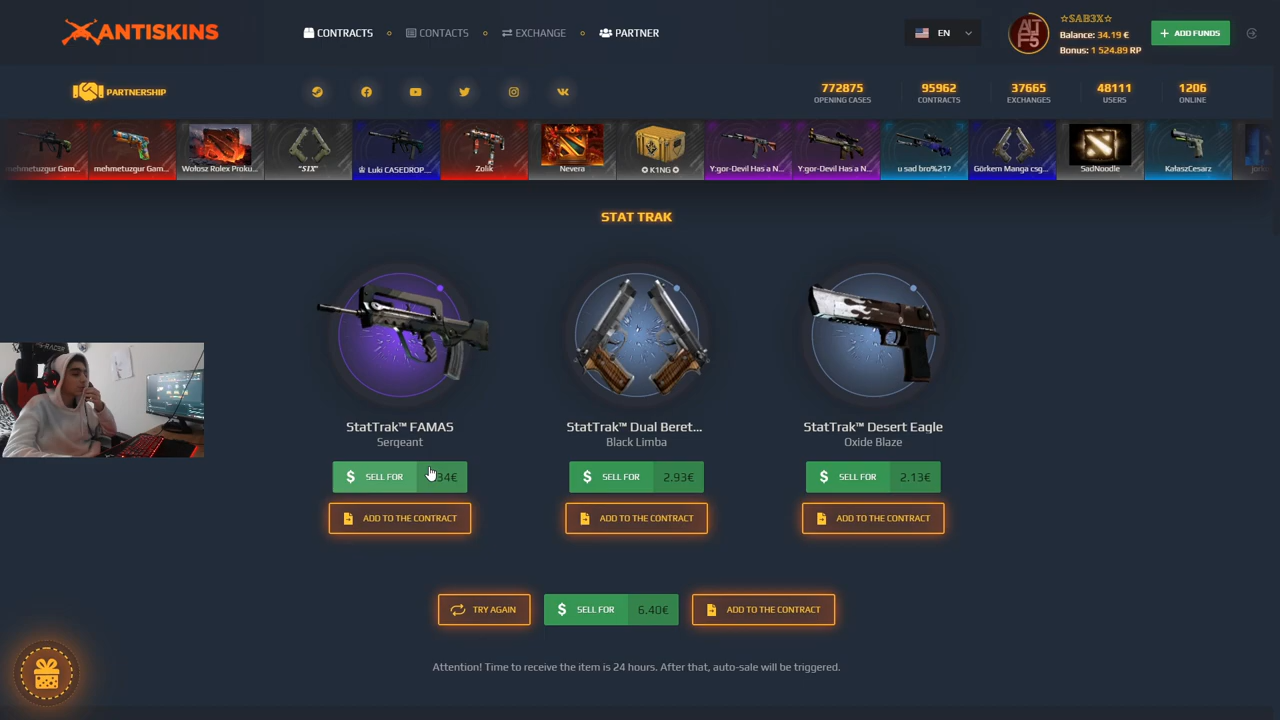 ANTISKINS
CONTRACTS
CONTACTS
EXCHANGE
PARTNER
EN
☆SAB3X☆
Balance: 34.19 €
Bonus: 1 524.89 RP
+ ADD FUNDS
PARTNERSHIP
772875
OPENING CASES
95962
CONTRACTS
37665
EXCHANGES
48111
USERS
1206
ONLINE
mehmetuzgur Gam...
mehmetuzgur Gam...
Wołosz Rolex Proku...
"SIX"
♔ Luki CASEDROP....
Zolik
Nevera
✪ K1NG ✪
Y:gor-Devil Has a N...
Y:gor-Devil Has a N...
u sad bro%21?
Görkem Manga csg...
SadNoodle
KałaszCesarz
STAT TRAK
StatTrak™ FAMAS
Sergeant
$ SELL FOR 34€
ADD TO THE CONTRACT
StatTrak™ Dual Beret...
Black Limba
$ SELL FOR 2.93€
ADD TO THE CONTRACT
StatTrak™ Desert Eagle
Oxide Blaze
$ SELL FOR 2.13€
ADD TO THE CONTRACT
TRY AGAIN
$ SELL FOR 6.40€
ADD TO THE CONTRACT
Attention! Time to receive the item is 24 hours. After that, auto-sale will be triggered.